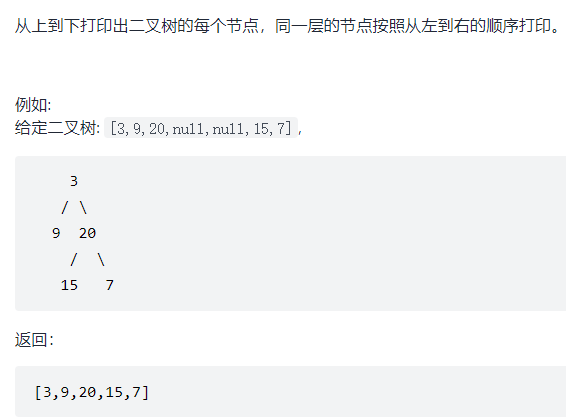 从上到下打印出二叉树的每个节点，同一层的节点按照从左到右的顺序打印。
例如:
给定二叉树: [3,9,20,null,null,15,7],
3
/ \
9 20
/ \
15 7
返回：
[3,9,20,15,7]